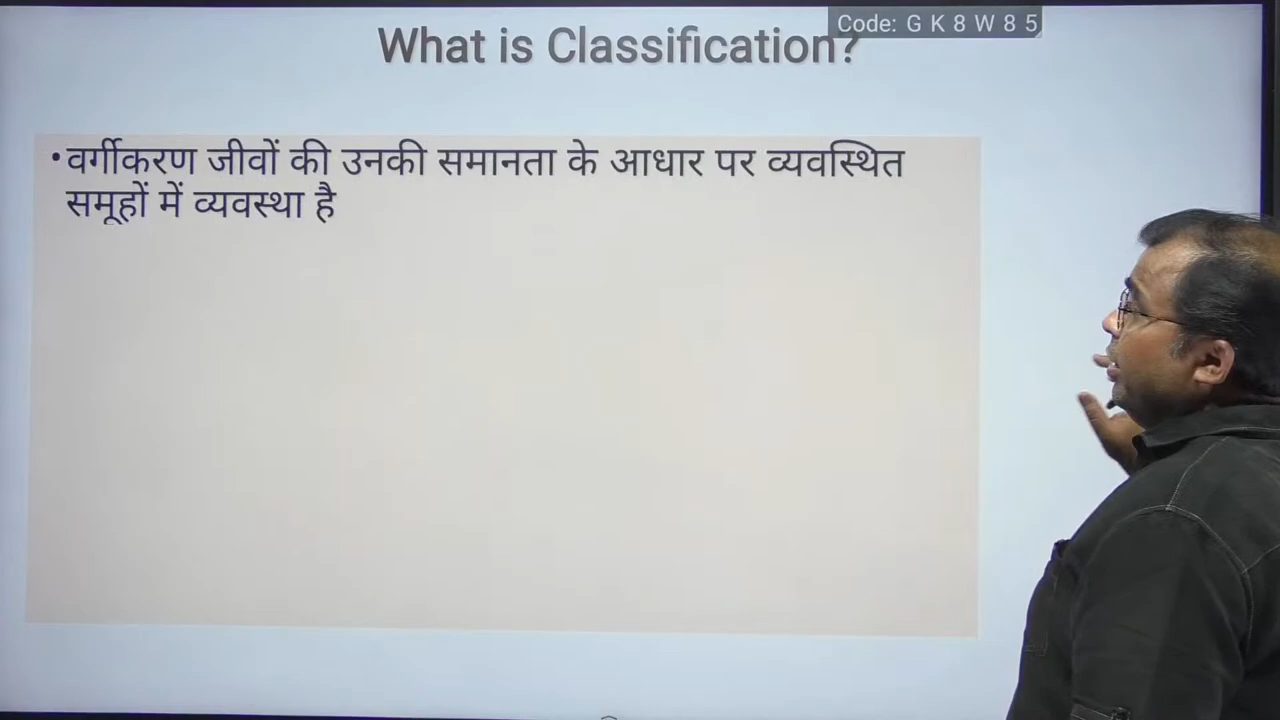 Code: G K 8 W 8 5
What is Classification?
•वर्गीकरण जीवों की उनकी समानता के आधार पर व्यवस्थित
समूहों में व्यवस्था है